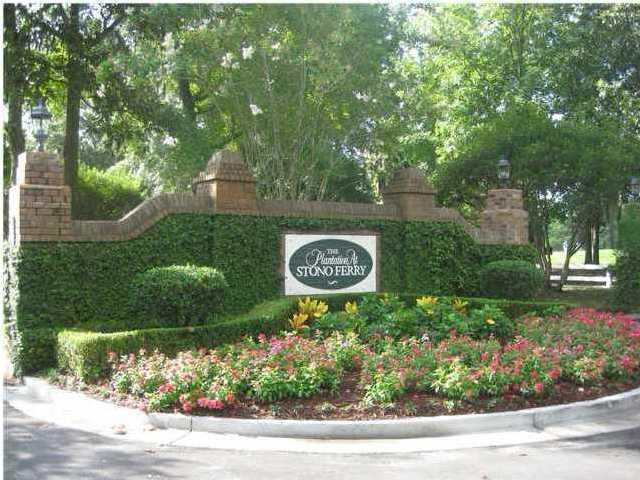 THE
Plantation At
STONO FERRY